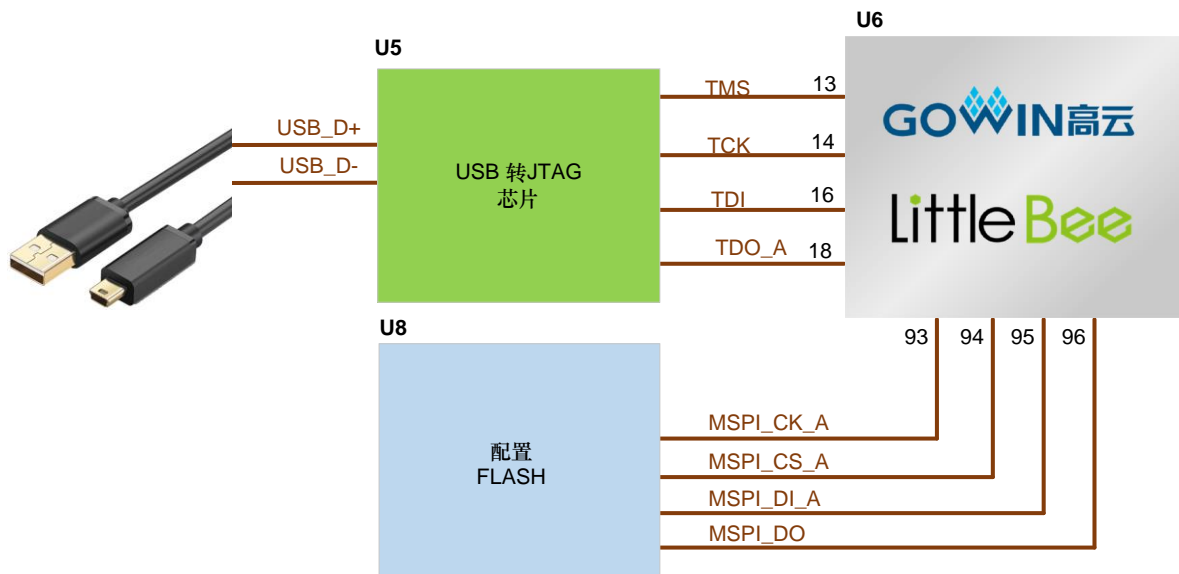 U6
U5
TMS 13
USB_D+
TCK 14
USB_D-
USB 转JTAG
芯片
TDI 16
TDO_A 18
GOWIN高云
LittleBee
U8
93 94 95 96
MSPI_CK_A
配置
FLASH
MSPI_CS_A
MSPI_DI_A
MSPI_DO